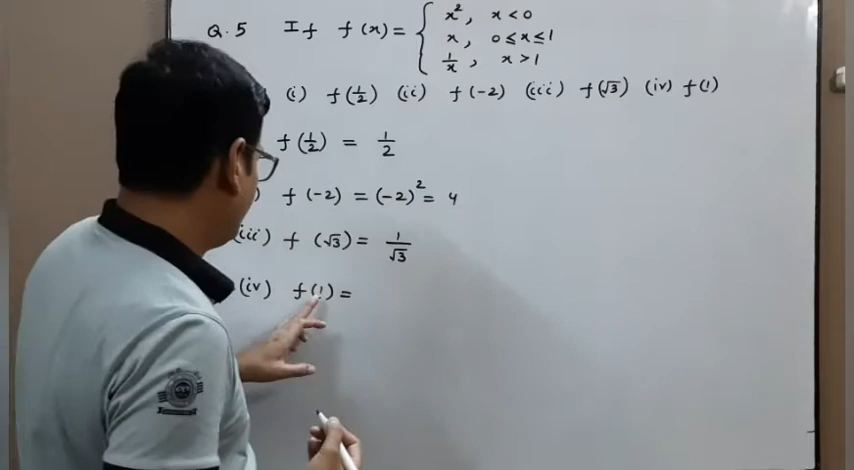 Q.5 If f(x) = { x², x < 0
x, 0 ≤ x ≤ 1
1/x, x > 1
(i) f(1/2) (ii) f(-2) (iii) f(√3) (iv) f(1)
f(1/2) = 1/2
) f(-2) = (-2)² = 4
(iii) f(√3) = 1/√3
(iv) f(1) =